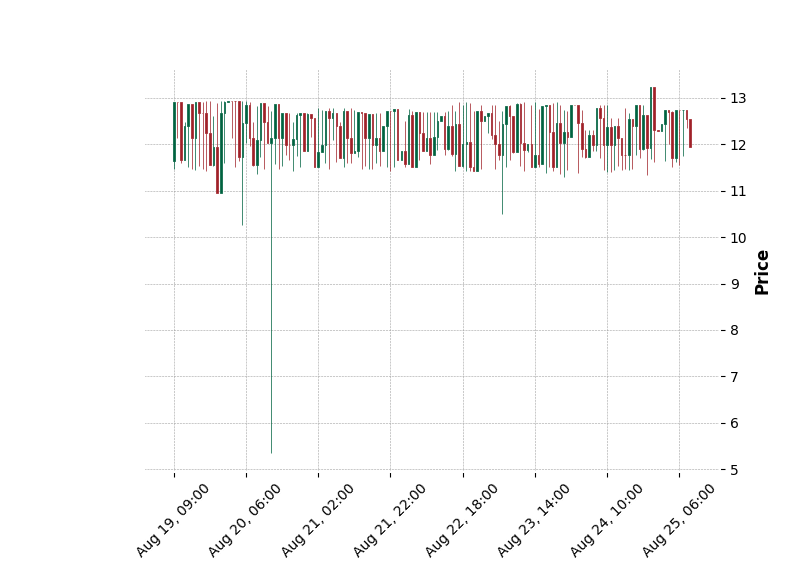 13
12
11
10
9
8
7
6
5
Price
Aug 19, 09:00
Aug 20, 06:00
Aug 21, 02:00
Aug 21, 22:00
Aug 22, 18:00
Aug 23, 14:00
Aug 24, 10:00
Aug 25, 06:00